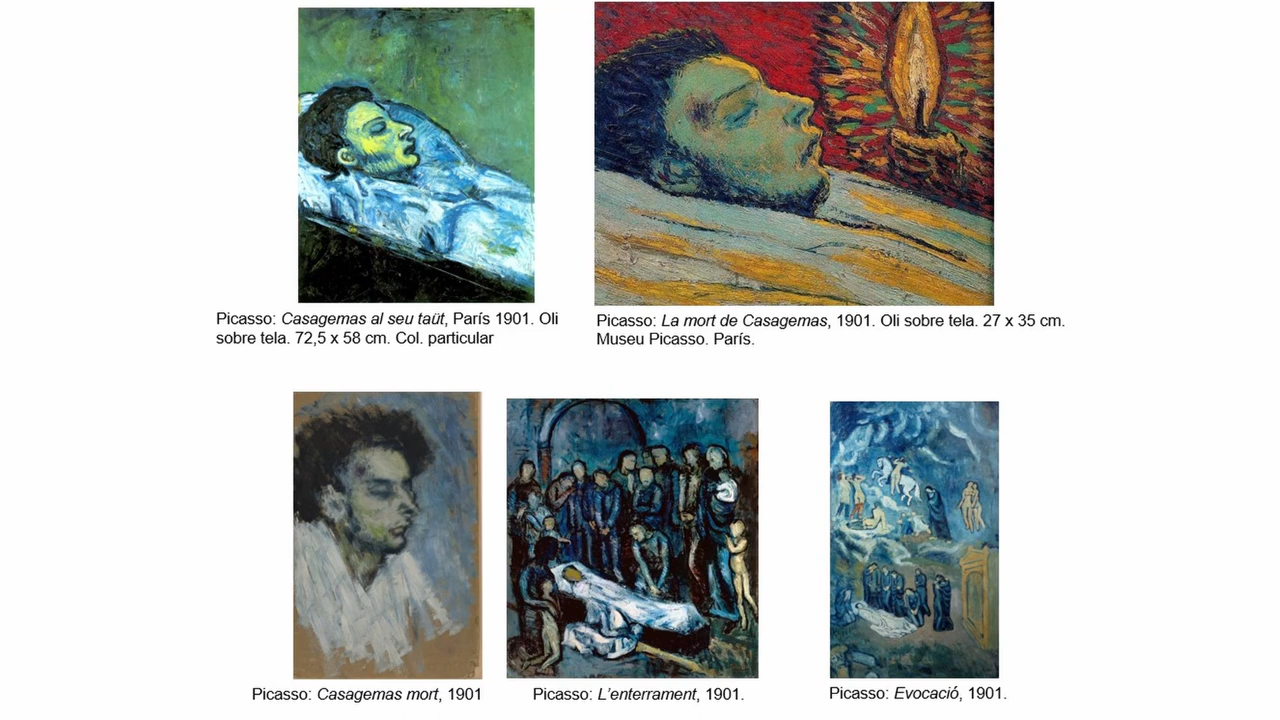 Picasso: Casagemas al seu taüt, París 1901. Oli
sobre tela. 72,5 x 58 cm. Col. particular
Picasso: La mort de Casagemas, 1901. Oli sobre tela. 27 x 35 cm.
Museu Picasso. París.
Picasso: Casagemas mort, 1901
Picasso: L'enterrament, 1901.
Picasso: Evocació, 1901.